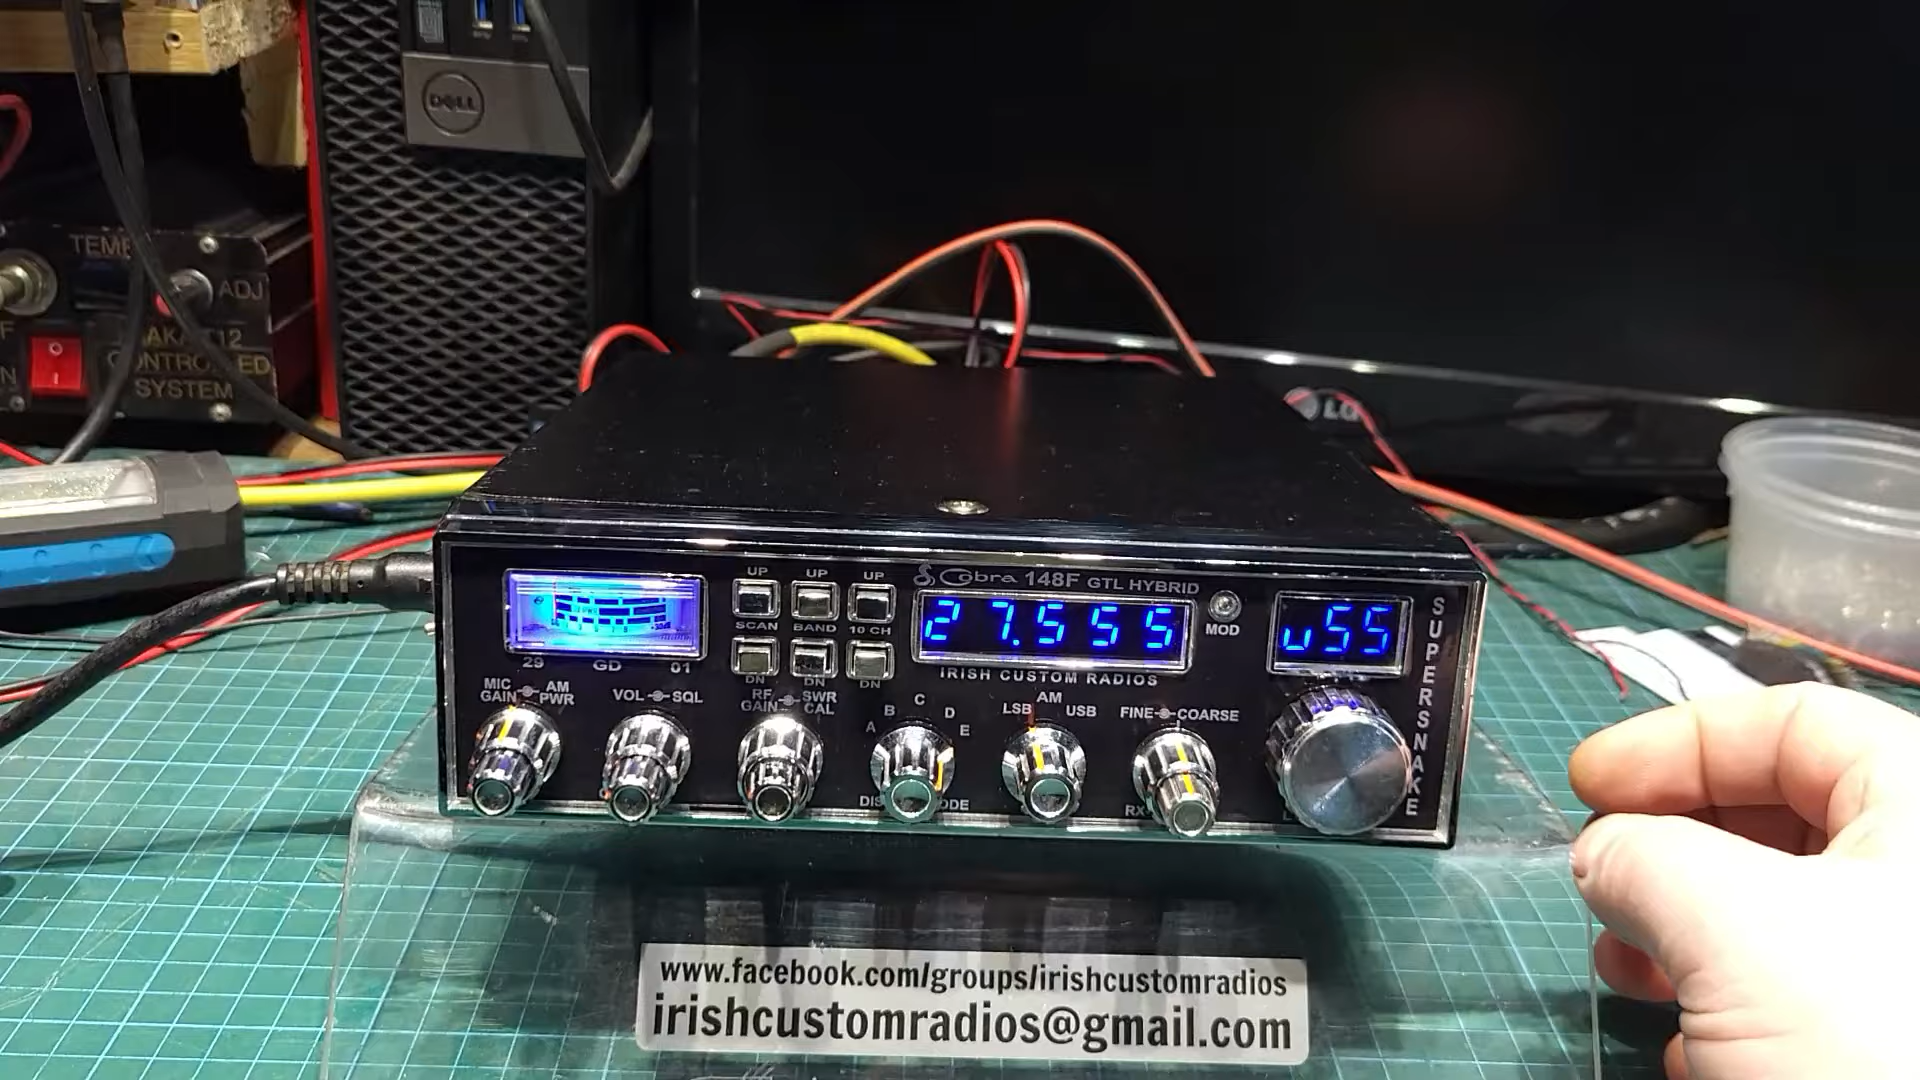 DELL
TEMP
ADJ
CONTROLLED
SYSTEM
LG
Cobra 148F GTL HYBRID
27.555
u55
UP
UP
UP
SCAN
BAND
10 CH
DN
DN
DN
MOD
IRISH CUSTOM RADIOS
SUPERSNAKE
29
GD
01
MIC GAIN
AM PWR
VOL
SQL
RF GAIN
SWR CAL
A
B
C
D
E
LSB
AM
USB
FINE
COARSE
www.facebook.com/groups/irishcustomradios
irishcustomradios@gmail.com